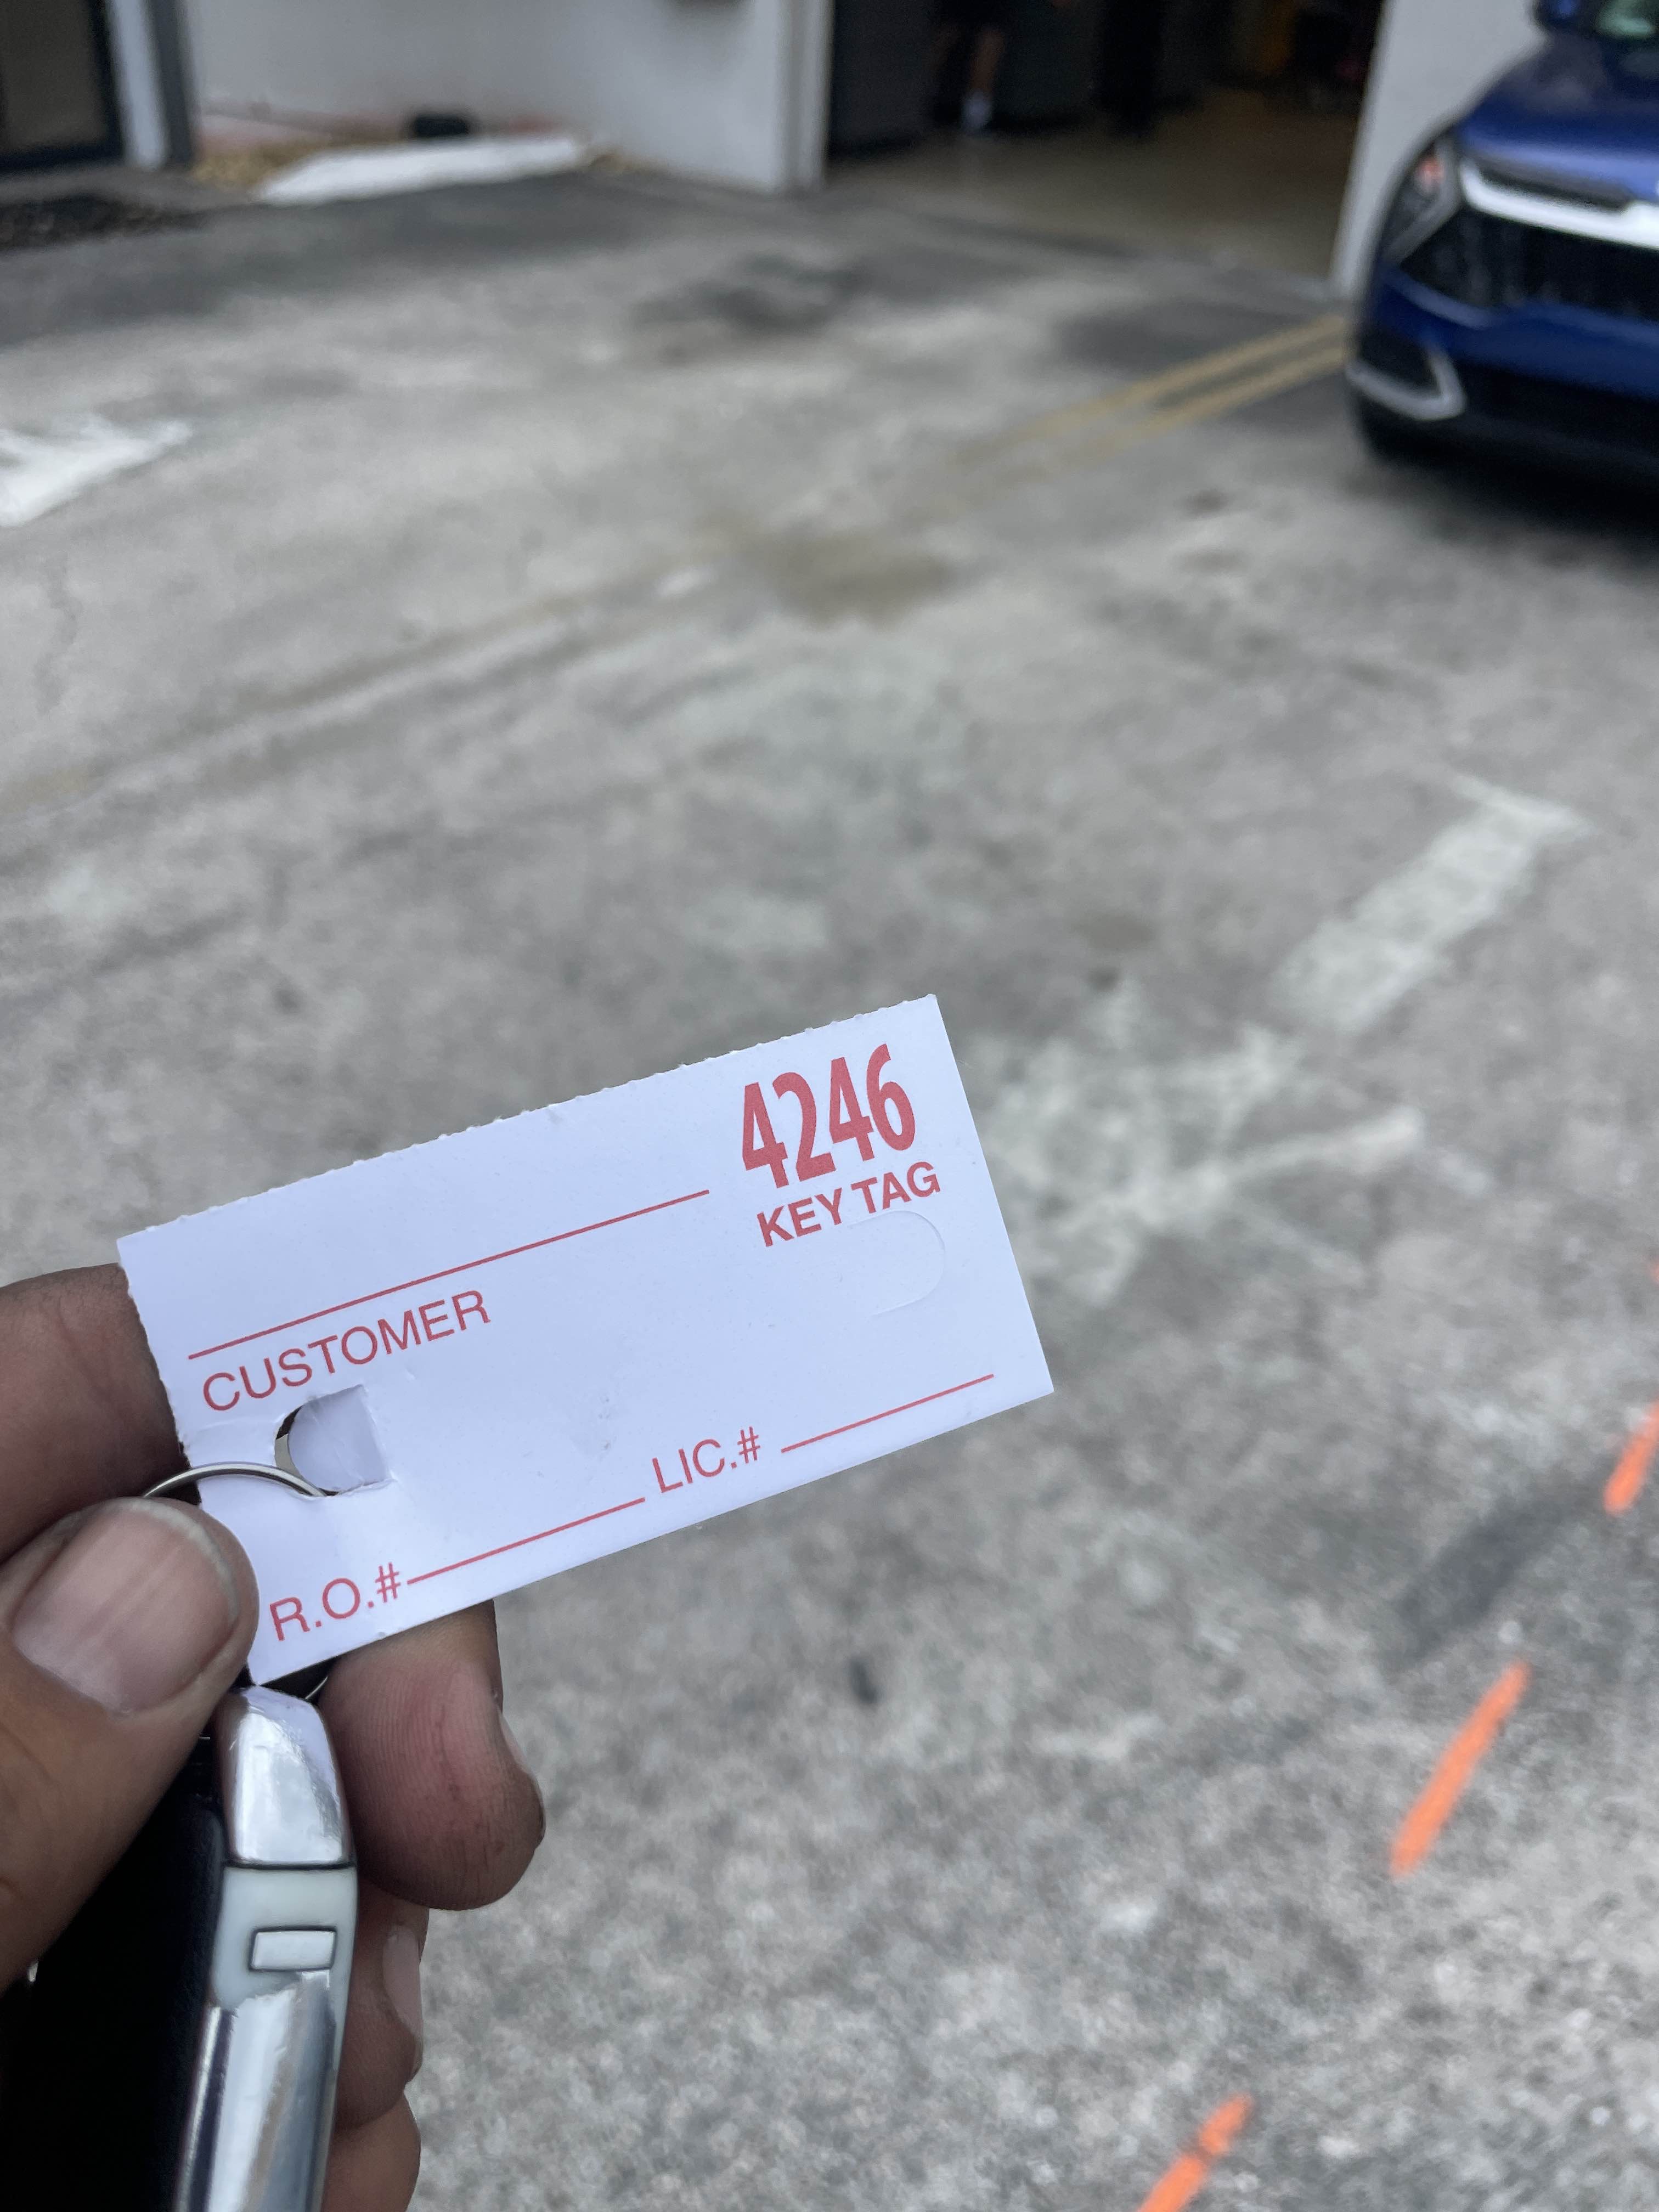 4246
KEY TAG
CUSTOMER
R.O.# LIC.#